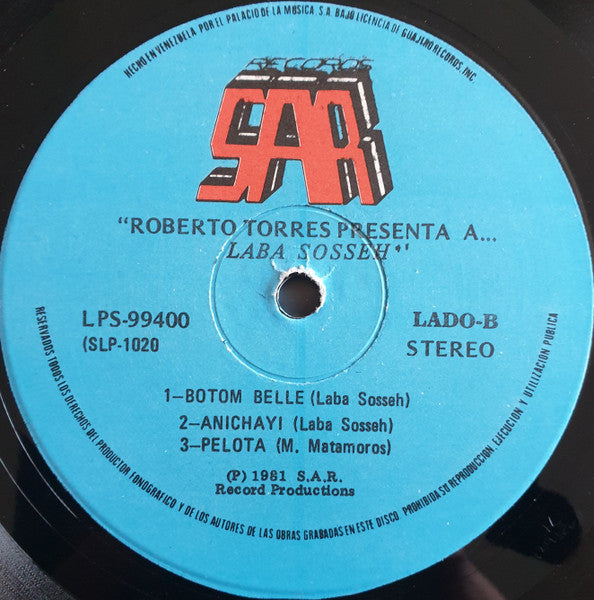 HECHO EN VENEZUELA POR EL PALACIO DE LA MUSICA, S.A. BAJO LICENCIA DE GUAJIRO RECORDS, INC.
RECORDS
SAR
"ROBERTO TORRES PRESENTA A...
LABA SOSSEH"
LPS-99400
(SLP-1020
LADO-B
STEREO
1—BOTOM BELLE (Laba Sosseh)
2—ANICHAYI (Laba Sosseh)
3—PELOTA (M. Matamoros)
(P) 1981 S.A.R.
Record Productions
RESERVADOS TODOS LOS DERECHOS DEL PRODUCTOR FONOGRAFICO Y DE LOS AUTORES DE LAS OBRAS GRABADAS EN ESTE DISCO. PROHIBIDA SU REPRODUCCION, EJECUCION Y UTILIZACION PUBLICA